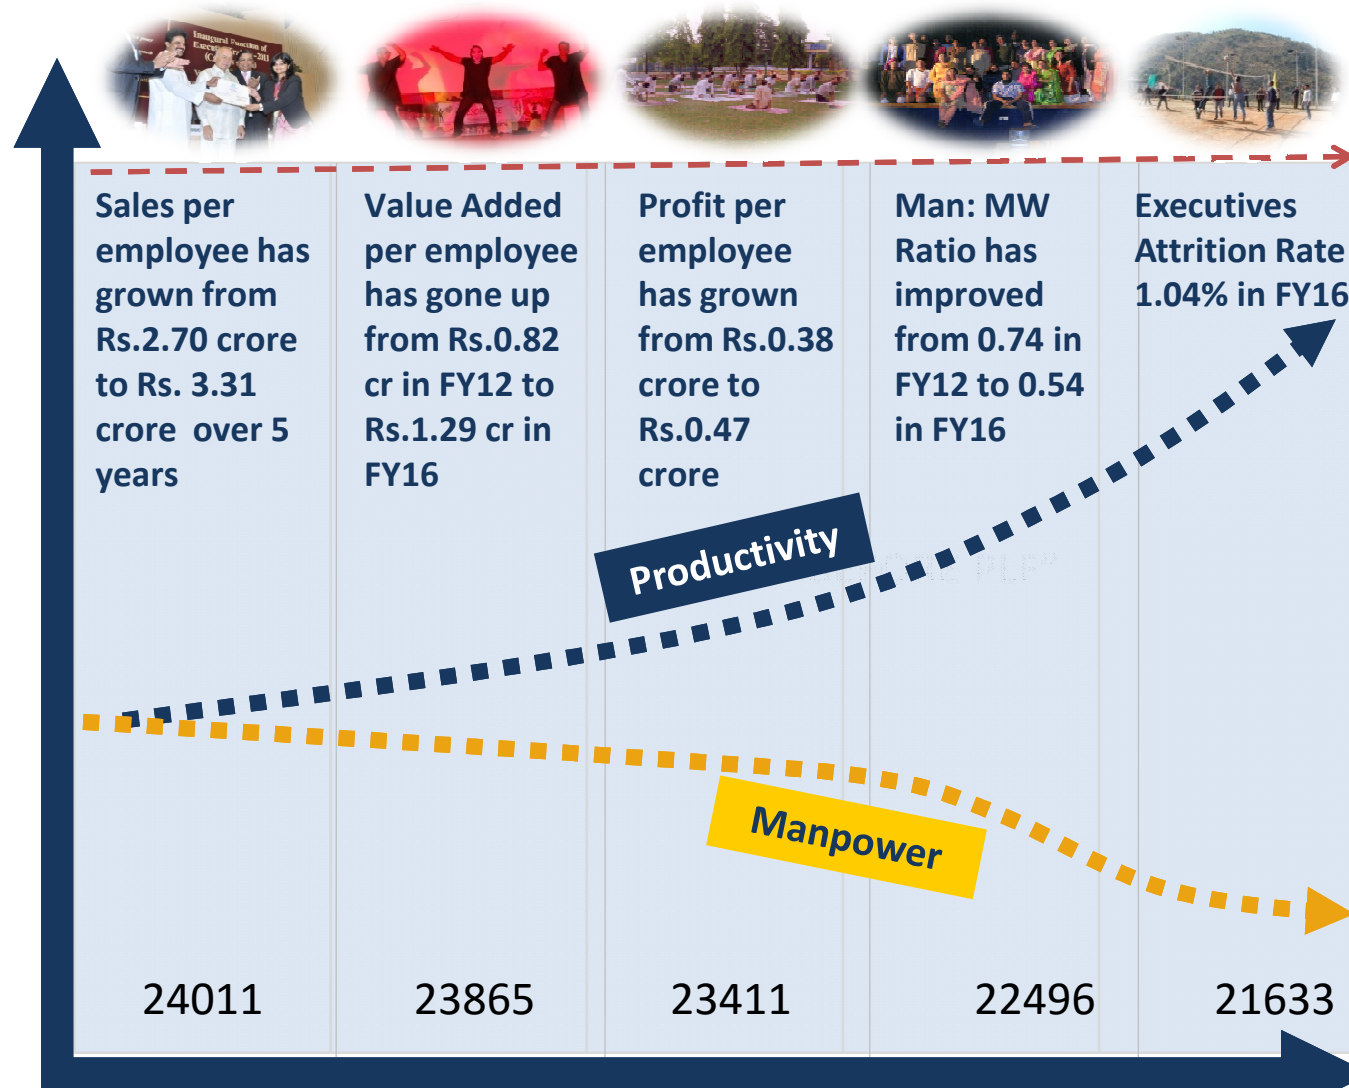 Inaugural Function of
Sales per
employee has
grown from
Rs.2.70 crore
to Rs. 3.31
crore  over 5
years
Value Added
per employee
has gone up
from Rs.0.82
cr in FY12 to
Rs.1.29 cr in
FY16
Profit per
employee
has grown
from Rs.0.38
crore to
Rs.0.47
crore
Man: MW
Ratio has
improved
from 0.74 in
FY12 to 0.54
in FY16
Executives
Attrition Rate
1.04% in FY16
Productivity
Manpower
24011 23865 23411 22496 21633